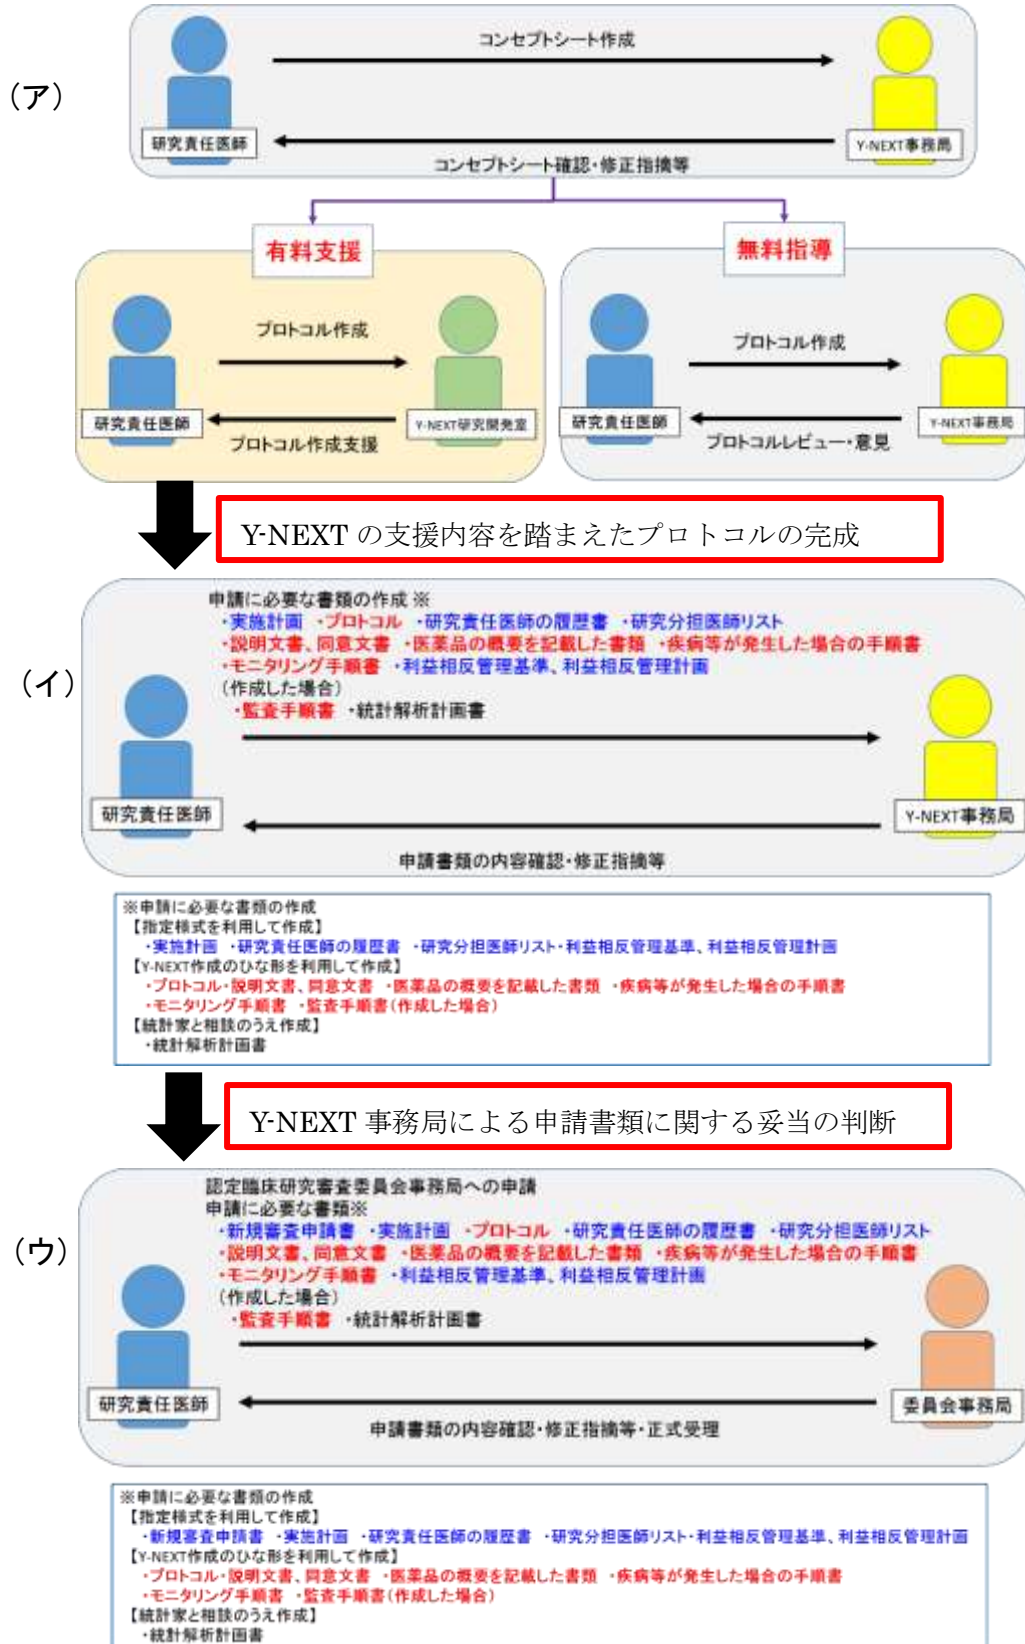 (ア)
コンセプトシート作成
研究責任医師
Y-NEXT事務局
コンセプトシート確認・修正指摘等
有料支援
無料指導
プロトコル作成
研究責任医師
Y-NEXT研究開発室
プロトコル作成支援
プロトコル作成
研究責任医師
Y-NEXT事務局
プロトコルレビュー・意見
Y-NEXT の支援内容を踏まえたプロトコルの完成
(イ)
申請に必要な書類の作成 ※
・実施計画 ・プロトコル ・研究責任医師の履歴書 ・研究分担医師リスト
・説明文書、同意文書 ・医薬品の概要を記載した書類 ・疾病等が発生した場合の手順書
・モニタリング手順書 ・利益相反管理基準、利益相反管理計画
(作成した場合)
・監査手順書 ・統計解析計画書
研究責任医師
Y-NEXT事務局
申請書類の内容確認・修正指摘等
※申請に必要な書類の作成
【指定様式を利用して作成】
・実施計画 ・研究責任医師の履歴書 ・研究分担医師リスト・利益相反管理基準、利益相反管理計画
【Y-NEXT作成のひな形を利用して作成】
・プロトコル・説明文書、同意文書 ・医薬品の概要を記載した書類 ・疾病等が発生した場合の手順書
・モニタリング手順書 ・監査手順書(作成した場合)
【統計家と相談のうえ作成】
・統計解析計画書
Y-NEXT 事務局による申請書類に関する妥当の判断
(ウ)
認定臨床研究審査委員会事務局への申請
申請に必要な書類※
・新規審査申請書 ・実施計画 ・プロトコル ・研究責任医師の履歴書 ・研究分担医師リスト
・説明文書、同意文書 ・医薬品の概要を記載した書類 ・疾病等が発生した場合の手順書
・モニタリング手順書 ・利益相反管理基準、利益相反管理計画
(作成した場合)
・監査手順書 ・統計解析計画書
研究責任医師
委員会事務局
申請書類の内容確認・修正指摘等・正式受理
※申請に必要な書類の作成
【指定様式を利用して作成】
・新規審査申請書 ・実施計画 ・研究責任医師の履歴書 ・研究分担医師リスト・利益相反管理基準、利益相反管理計画
【Y-NEXT作成のひな形を利用して作成】
・プロトコル・説明文書、同意文書 ・医薬品の概要を記載した書類 ・疾病等が発生した場合の手順書
・モニタリング手順書 ・監査手順書(作成した場合)
【統計家と相談のうえ作成】
・統計解析計画書